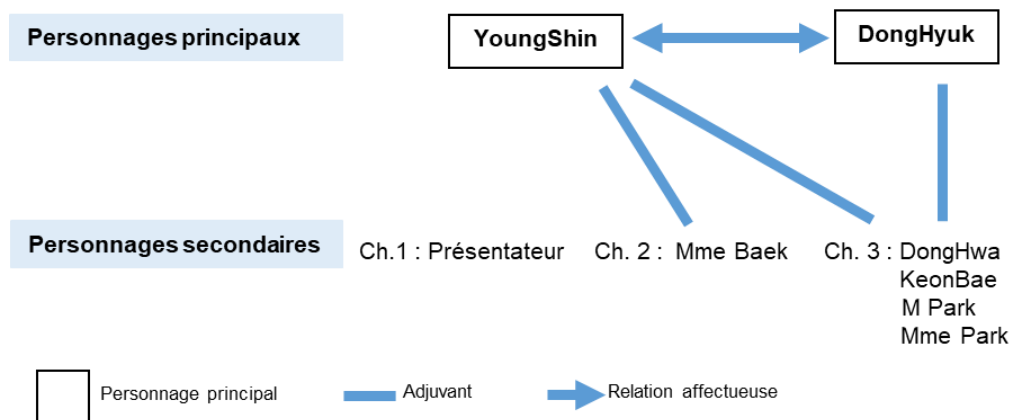 Personnages principaux
YoungShin
DongHyuk
Personnages secondaires
Ch.1 : Présentateur
Ch. 2 : Mme Baek
Ch. 3 : DongHwa
KeonBae
M Park
Mme Park
Personnage principal
Adjuvant
Relation affectueuse